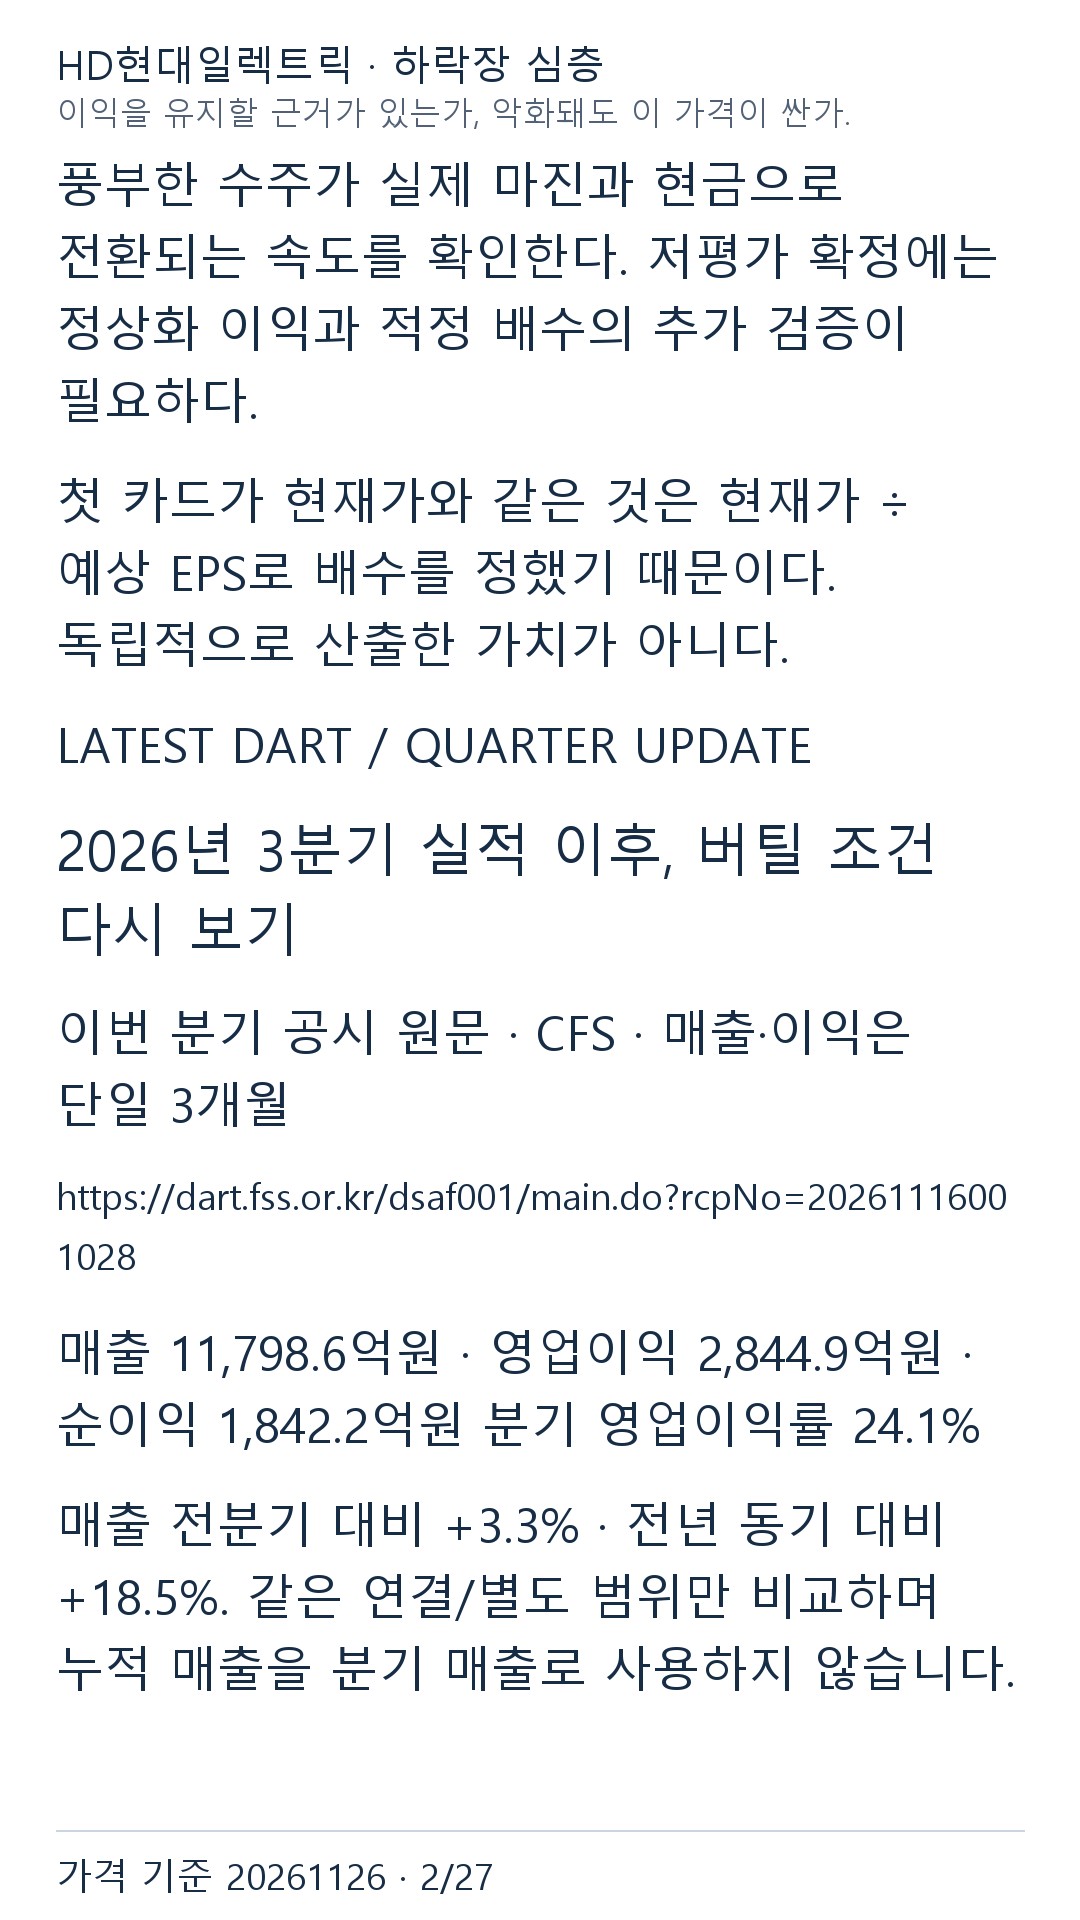 HD현대일렉트릭 · 하락장 심층
이익을 유지할 근거가 있는가, 악화돼도 이 가격이 싼가.
풍부한 수주가 실제 마진과 현금으로
전환되는 속도를 확인한다. 저평가 확정에는
정상화 이익과 적정 배수의 추가 검증이
필요하다.
첫 카드가 현재가와 같은 것은 현재가 ÷
예상 EPS로 배수를 정했기 때문이다.
독립적으로 산출한 가치가 아니다.
LATEST DART / QUARTER UPDATE
2026년 3분기 실적 이후, 버틸 조건
다시 보기
이번 분기 공시 원문 · CFS · 매출·이익은
단일 3개월
https://dart.fss.or.kr/dsaf001/main.do?rcpNo=2026111600
1028
매출 11,798.6억원 · 영업이익 2,844.9억원 ·
순이익 1,842.2억원 분기 영업이익률 24.1%
매출 전분기 대비 +3.3% · 전년 동기 대비
+18.5%. 같은 연결/별도 범위만 비교하며
누적 매출을 분기 매출로 사용하지 않습니다.
가격 기준 20261126 · 2/27